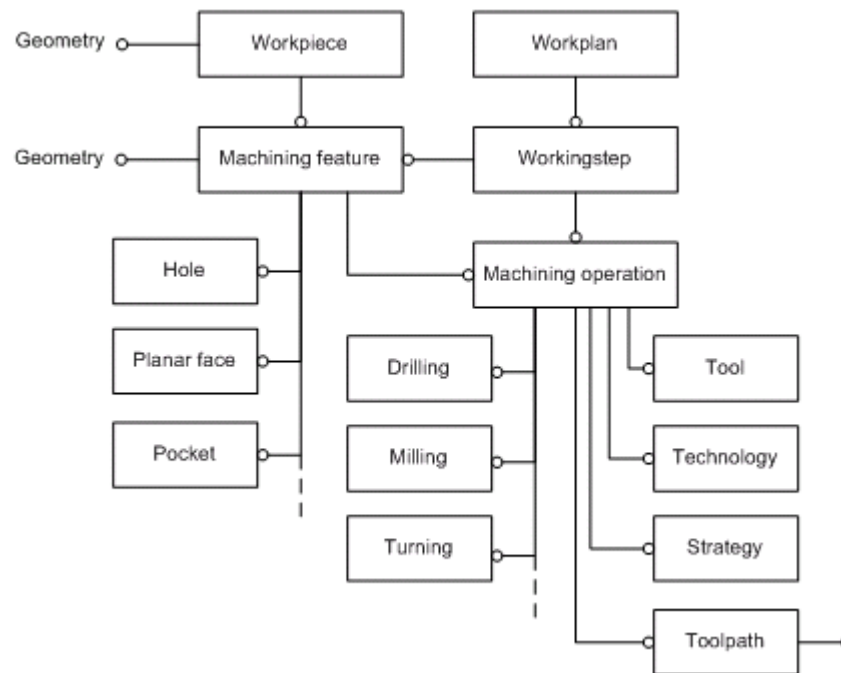 Geometry
Workpiece
Workplan
Geometry
Machining feature
Workingstep
Hole
Machining operation
Planar face
Drilling
Tool
Pocket
Milling
Technology
Turning
Strategy
Toolpath